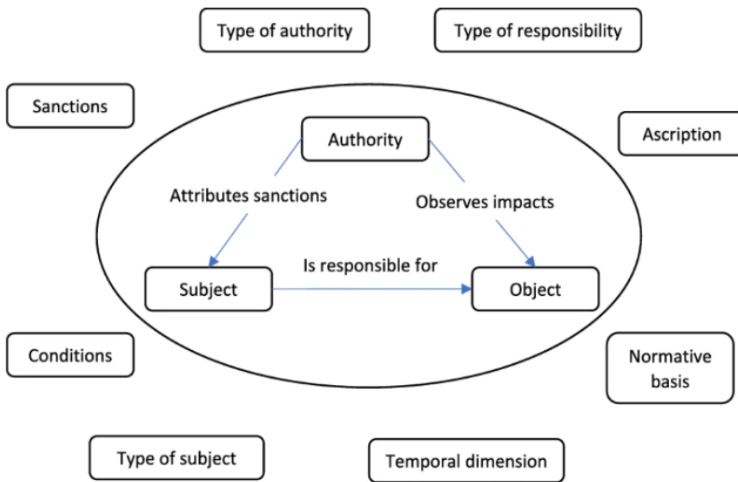 Type of authority
Type of responsibility
Sanctions
Ascription
Authority
Attributes sanctions
Observes impacts
Is responsible for
Subject
Object
Conditions
Normative
basis
Type of subject
Temporal dimension